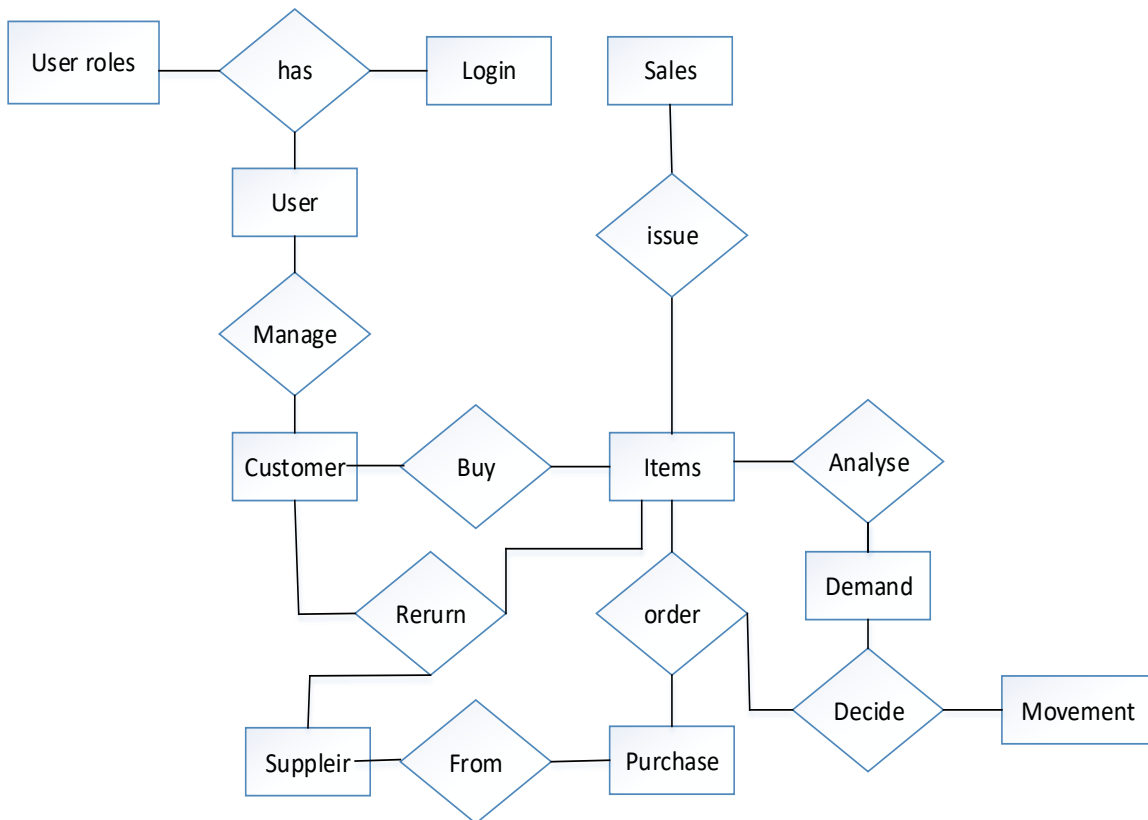 User roles
has
Login
Sales
User
issue
Manage
Customer
Buy
Items
Analyse
Rerurn
order
Demand
Decide
Movement
Suppleir
From
Purchase